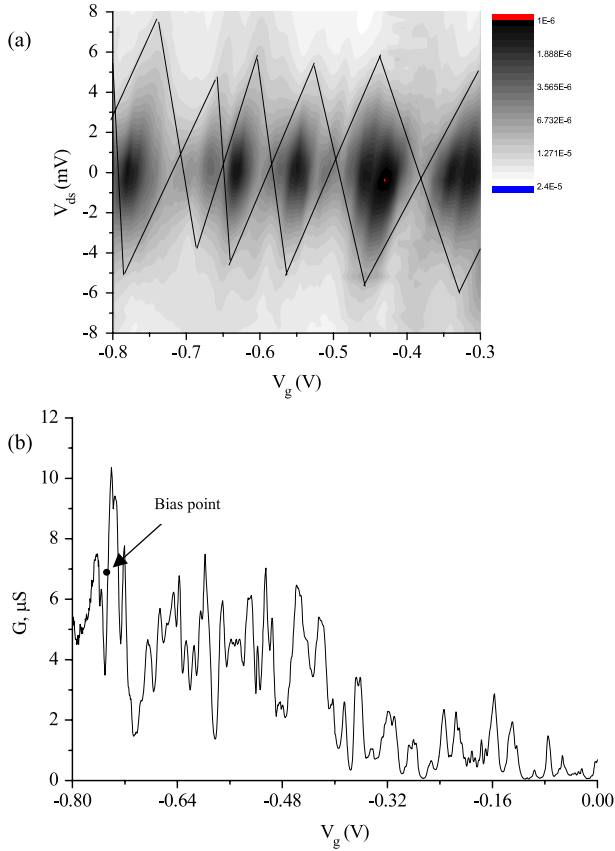 (a)
8
6
4
2
0
-2
-4
-6
-8
V_ds (mV)
-0.8 -0.7 -0.6 -0.5 -0.4 -0.3
V_g (V)
1E-6
1.888E-6
3.565E-6
6.732E-6
1.271E-5
2.4E-5
(b)
12
10
8
6
4
2
0
G, μS
Bias point
-0.80 -0.64 -0.48 -0.32 -0.16 0.00
V_g (V)